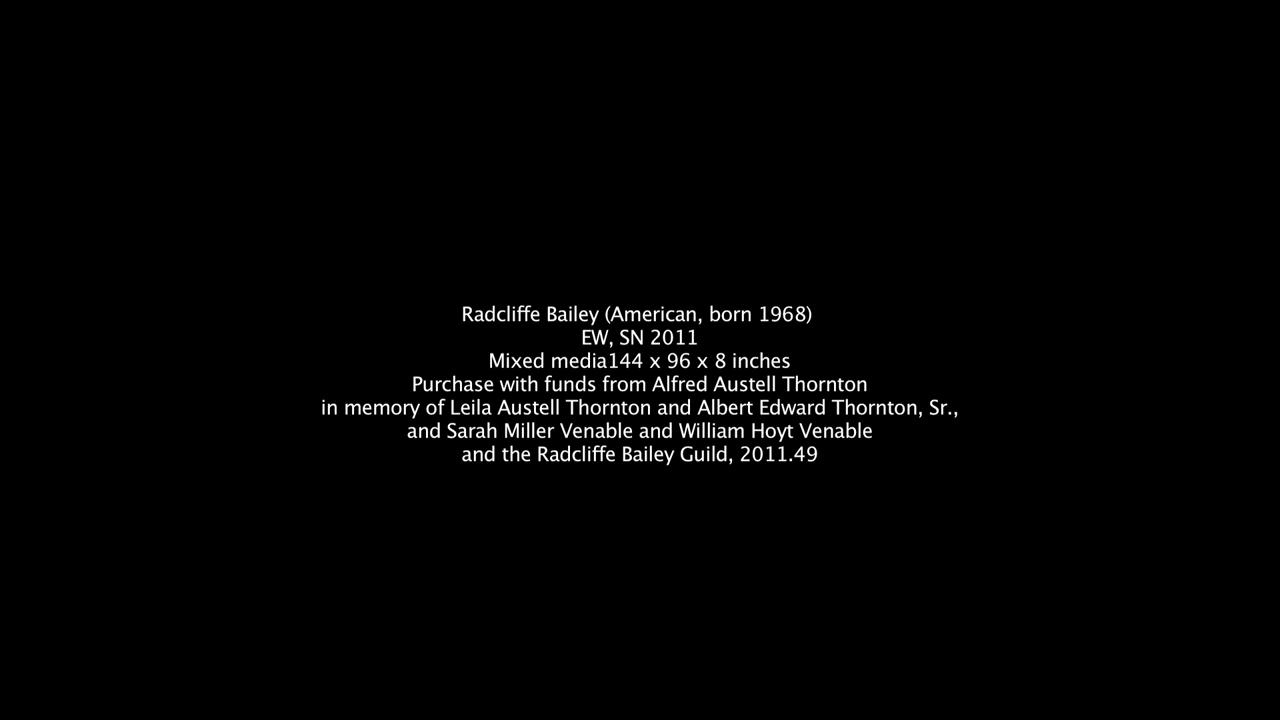 Radcliffe Bailey (American, born 1968)
EW, SN 2011
Mixed media144 x 96 x 8 inches
Purchase with funds from Alfred Austell Thornton
in memory of Leila Austell Thornton and Albert Edward Thornton, Sr.,
and Sarah Miller Venable and William Hoyt Venable
and the Radcliffe Bailey Guild, 2011.49